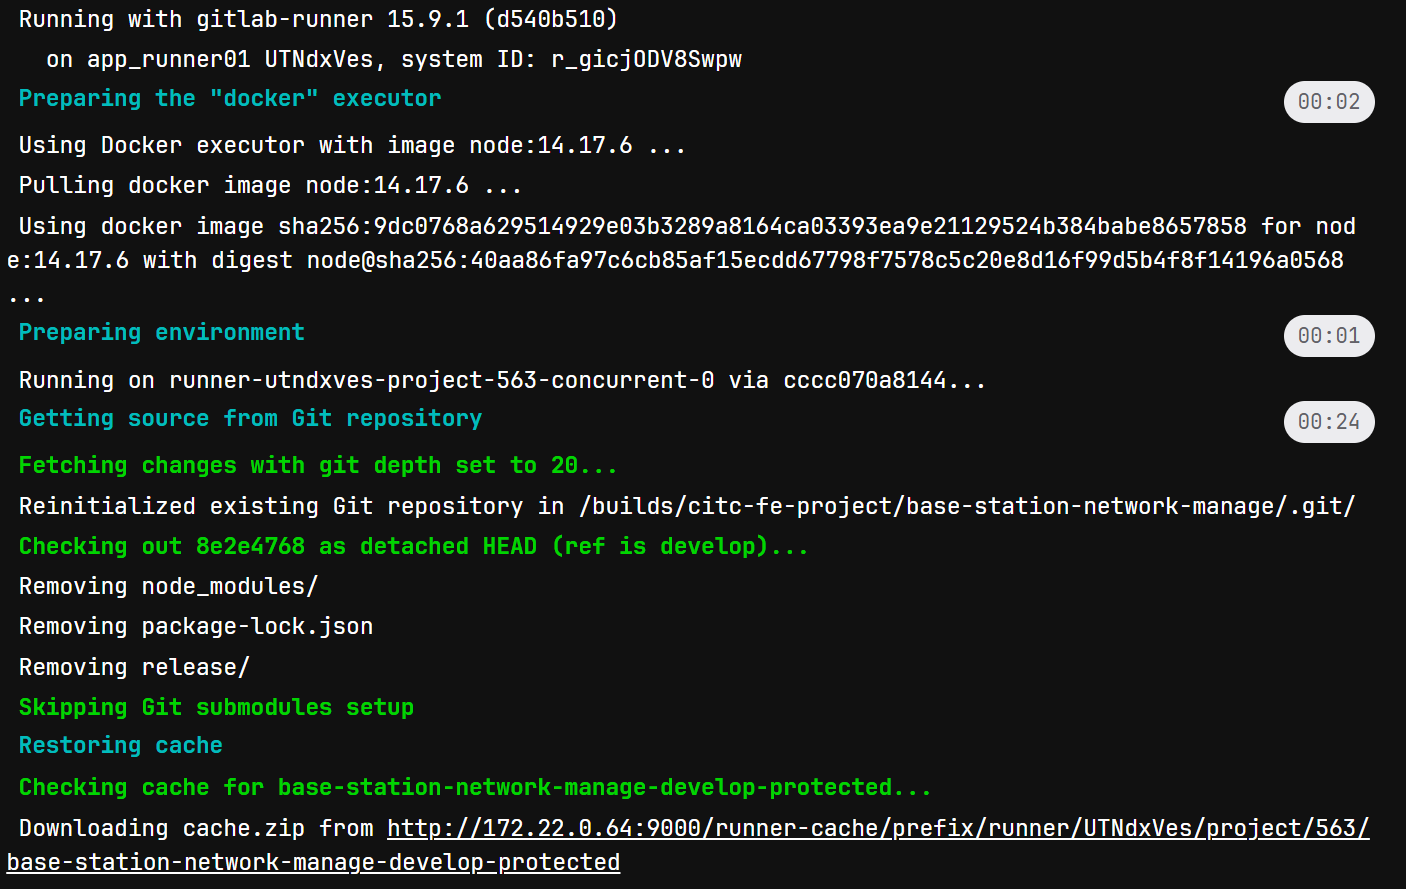 Running with gitlab-runner 15.9.1 (d540b510)
on app_runner01 UTNdxVes, system ID: r_gicjODV8Swpw
Preparing the "docker" executor
00:02
Using Docker executor with image node:14.17.6 ...
Pulling docker image node:14.17.6 ...
Using docker image sha256:9dc0768a629514929e03b3289a8164ca03393ea9e21129524b384babe8657858 for nod
e:14.17.6 with digest node@sha256:40aa86fa97c6cb85af15ecdd67798f7578c5c20e8d16f99d5b4f8f14196a0568
...
Preparing environment
00:01
Running on runner-utndxves-project-563-concurrent-0 via cccc070a8144...
Getting source from Git repository
00:24
Fetching changes with git depth set to 20...
Reinitialized existing Git repository in /builds/citc-fe-project/base-station-network-manage/.git/
Checking out 8e2e4768 as detached HEAD (ref is develop)...
Removing node_modules/
Removing package-lock.json
Removing release/
Skipping Git submodules setup
Restoring cache
Checking cache for base-station-network-manage-develop-protected...
Downloading cache.zip from http://172.22.0.64:9000/runner-cache/prefix/runner/UTNdxVes/project/563/
base-station-network-manage-develop-protected